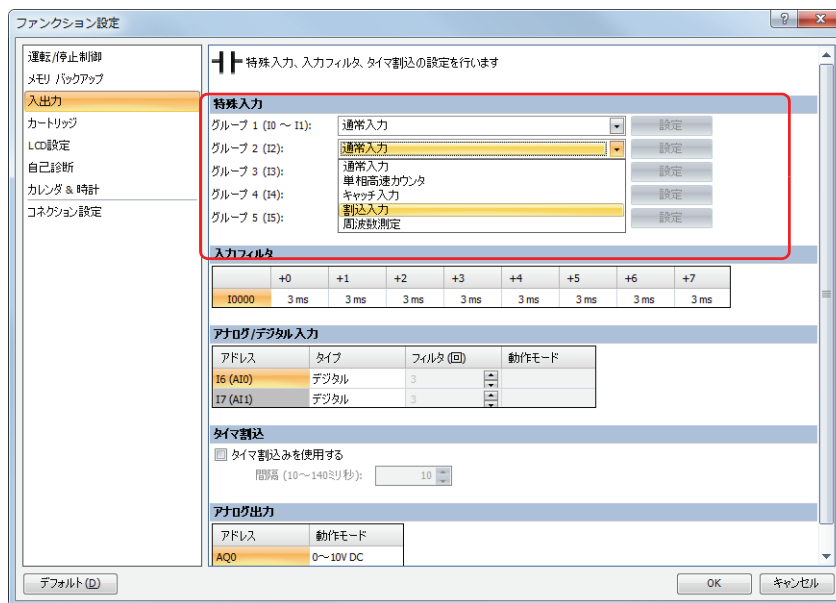 ファンクション設定
運転/停止制御
メモリ バックアップ
入出力
カートリッジ
LCD設定
自己診断
カレンダ & 時計
コネクション設定
特殊入力、入力フィルタ、タイマ割込の設定を行います
特殊入力
グループ 1 (I0 ～ I1): 通常入力 設定
グループ 2 (I2): 通常入力 設定
グループ 3 (I3): 設定
グループ 4 (I4): 設定
グループ 5 (I5): 設定
通常入力
単相高速カウンタ
キャッチ入力
割込入力
周波数測定
入力フィルタ
+0 +1 +2 +3 +4 +5 +6 +7
I0000 3 ms 3 ms 3 ms 3 ms 3 ms 3 ms 3 ms 3 ms
アナログ/デジタル入力
アドレス タイプ フィルタ (回) 動作モード
I6 (AI0) デジタル 3
I7 (AI1) デジタル 3
タイマ割込
タイマ割込みを使用する
間隔 (10～140ミリ秒): 10
アナログ出力
アドレス 動作モード
AQ0 0～10V DC
デフォルト(D) OK キャンセル